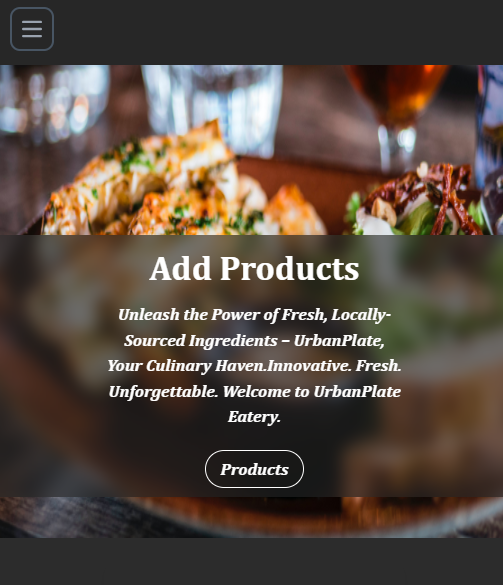 Add Products
Unleash the Power of Fresh, Locally-
Sourced Ingredients – UrbanPlate,
Your Culinary Haven.Innovative. Fresh.
Unforgettable. Welcome to UrbanPlate
Eatery.
Products